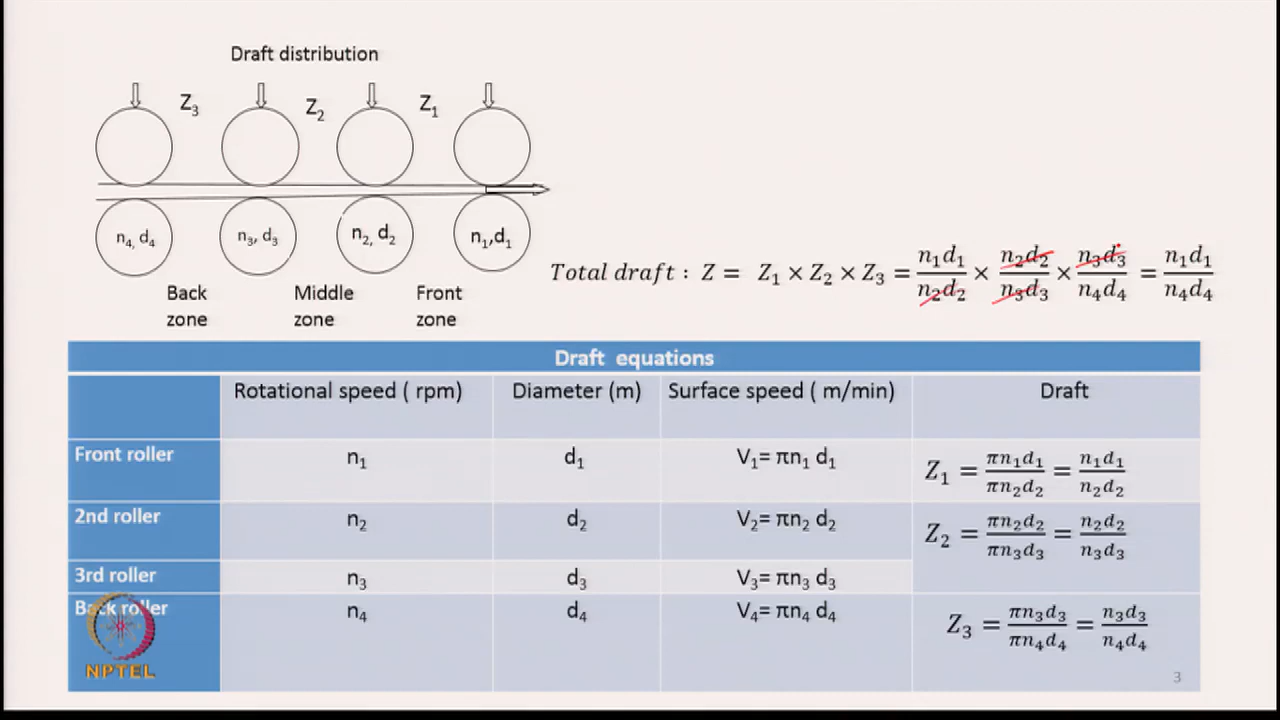 Draft distribution
Z₃ Z₂ Z₁
n₄, d₄ n₃, d₃ n₂, d₂ n₁,d₁
Back zone Middle zone Front zone
Total draft : Z = Z₁ × Z₂ × Z₃ = n₁d₁/n₂d₂ × n₂d₂/n₃d₃ × n₃d₃/n₄d₄ = n₁d₁/n₄d₄
Draft equations
Rotational speed ( rpm) Diameter (m) Surface speed ( m/min) Draft
Front roller n₁ d₁ V₁= πn₁ d₁ Z₁ = πn₁d₁/πn₂d₂ = n₁d₁/n₂d₂
2nd roller n₂ d₂ V₂= πn₂ d₂ Z₂ = πn₂d₂/πn₃d₃ = n₂d₂/n₃d₃
3rd roller n₃ d₃ V₃= πn₃ d₃
Back roller n₄ d₄ V₄= πn₄ d₄ Z₃ = πn₃d₃/πn₄d₄ = n₃d₃/n₄d₄
NPTEL
3